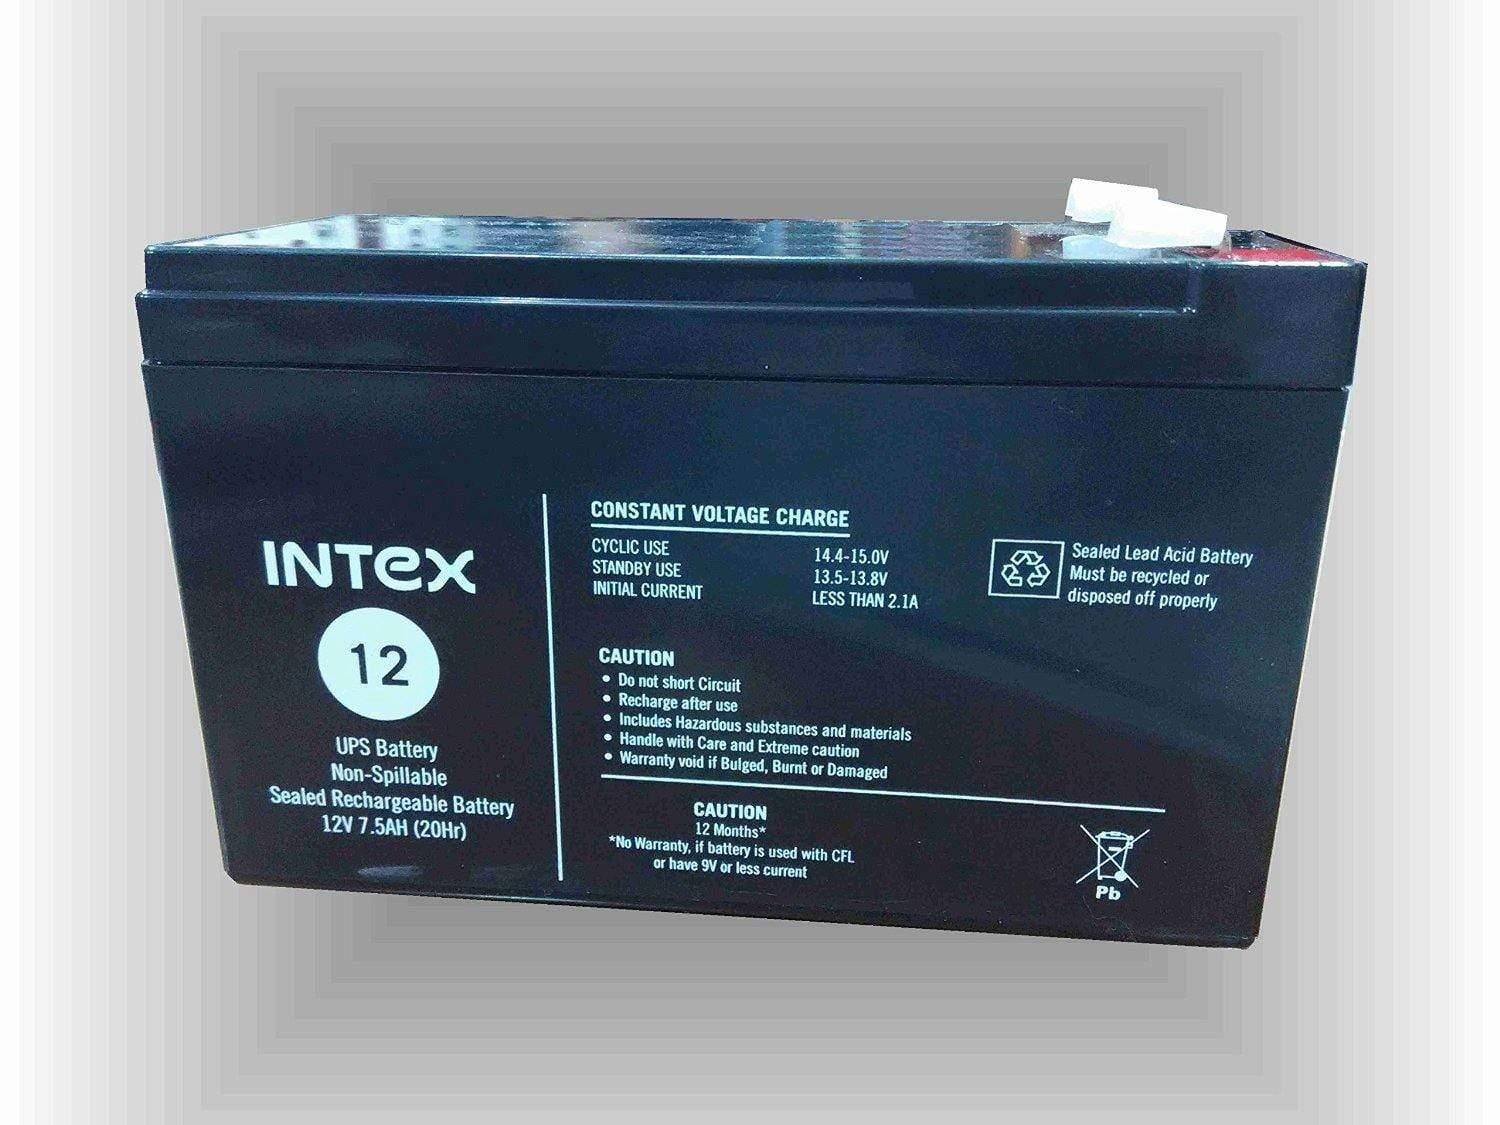 INTEX
12
UPS Battery
Non-Spillable
Sealed Rechargeable Battery
12V 7.5AH (20Hr)
CONSTANT VOLTAGE CHARGE
CYCLIC USE 14.4-15.0V
STANDBY USE 13.5-13.8V
INITIAL CURRENT LESS THAN 2.1A
Sealed Lead Acid Battery
Must be recycled or
disposed off properly
CAUTION
• Do not short Circuit
• Recharge after use
• Includes Hazardous substances and materials
• Handle with Care and Extreme caution
• Warranty void if Bulged, Burnt or Damaged
CAUTION
12 Months*
*No Warranty, if battery is used with CFL
or have 9V or less current
Pb